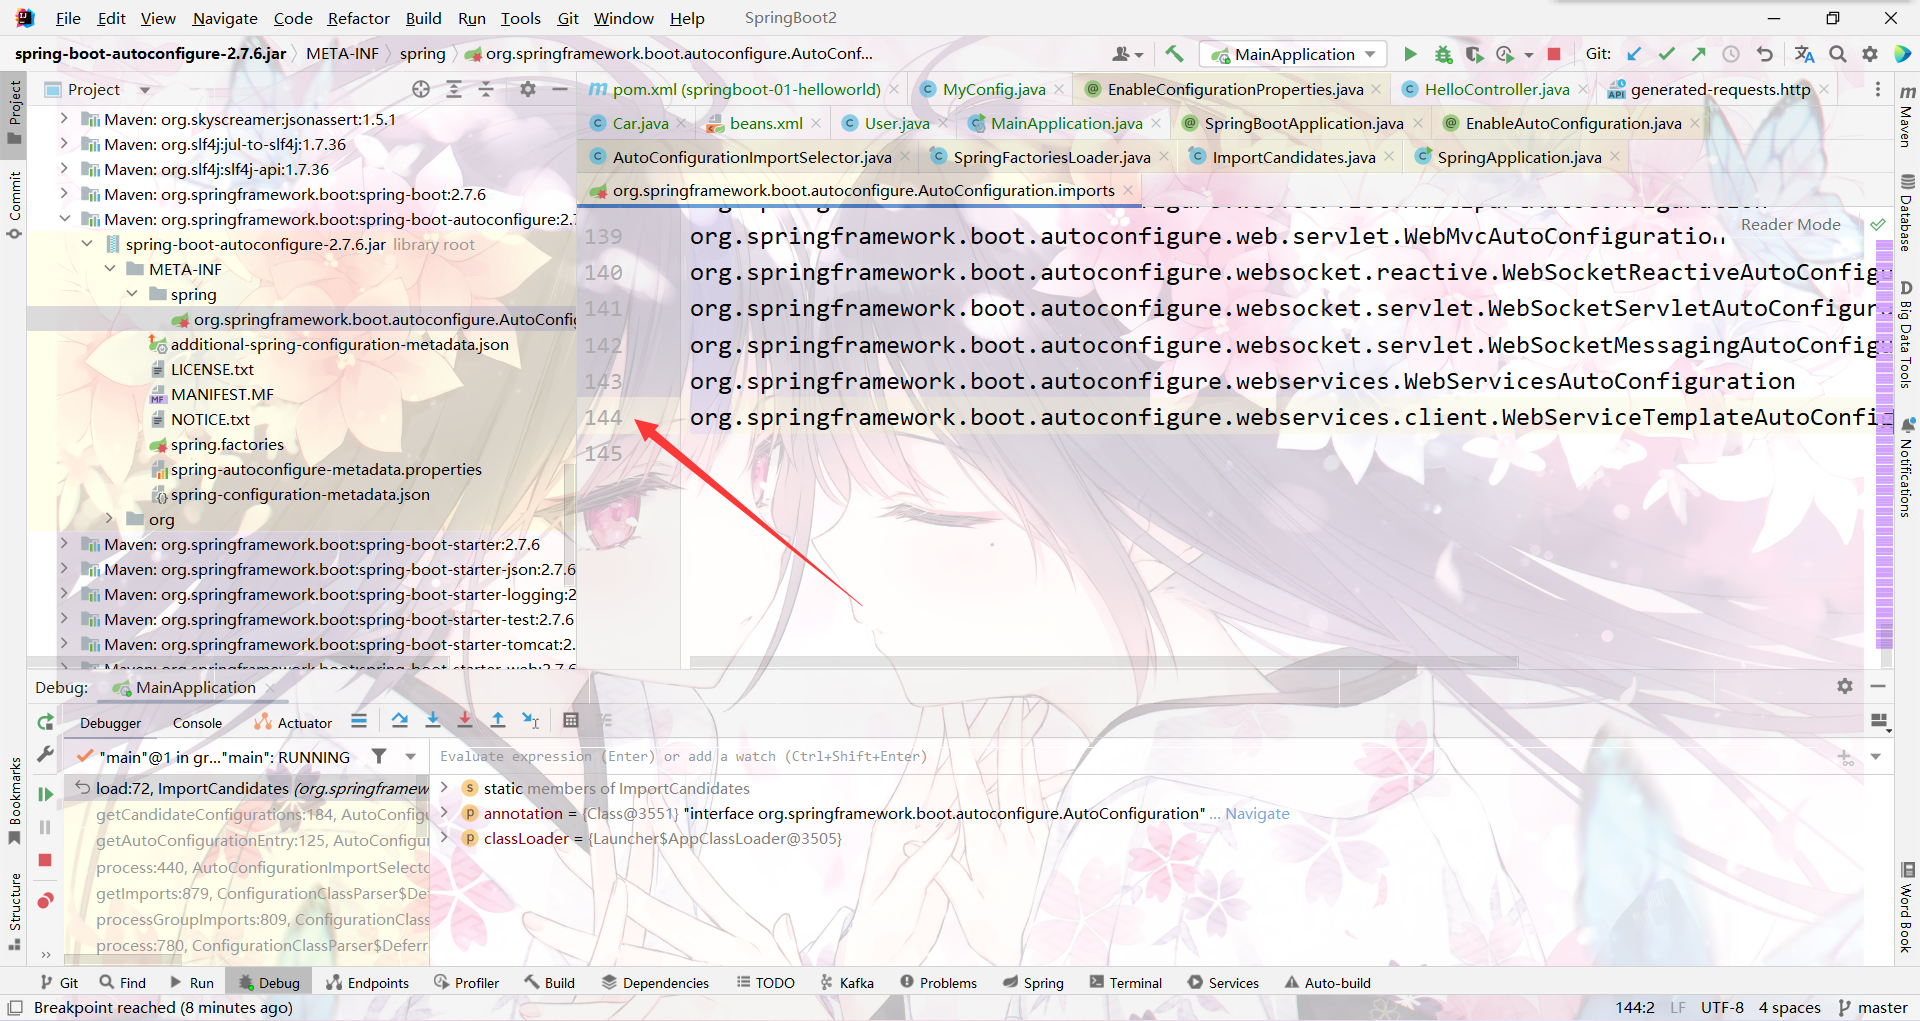 File Edit View Navigate Code Refactor Build Run Tools Git Window Help SpringBoot2
spring-boot-autoconfigure-2.7.6.jar META-INF spring org.springframework.boot.autoconfigure.AutoConf...
MainApplication Git:
Project
pom.xml (springboot-01-helloworld) MyConfig.java EnableConfigurationProperties.java HelloController.java generated-requests.http
Car.java beans.xml User.java MainApplication.java SpringBootApplication.java EnableAutoConfiguration.java
AutoConfigurationImportSelector.java SpringFactoriesLoader.java ImportCandidates.java SpringApplication.java
org.springframework.boot.autoconfigure.AutoConfiguration.imports
Reader Mode
Maven: org.skyscreamer:jsonassert:1.5.1
Maven: org.slf4j:jul-to-slf4j:1.7.36
Maven: org.slf4j:slf4j-api:1.7.36
Maven: org.springframework.boot:spring-boot:2.7.6
Maven: org.springframework.boot:spring-boot-autoconfigure:2.7
spring-boot-autoconfigure-2.7.6.jar library root
META-INF
spring
org.springframework.boot.autoconfigure.AutoConfig
additional-spring-configuration-metadata.json
LICENSE.txt
MANIFEST.MF
NOTICE.txt
spring.factories
spring-autoconfigure-metadata.properties
spring-configuration-metadata.json
org
Maven: org.springframework.boot:spring-boot-starter:2.7.6
Maven: org.springframework.boot:spring-boot-starter-json:2.7.6
Maven: org.springframework.boot:spring-boot-starter-logging:2
Maven: org.springframework.boot:spring-boot-starter-test:2.7.6
Maven: org.springframework.boot:spring-boot-starter-tomcat:2.
Maven: org.springframework.boot:spring-boot-starter-web:2.7.6
139 org.springframework.boot.autoconfigure.web.servlet.WebMvcAutoConfiguration
140 org.springframework.boot.autoconfigure.websocket.reactive.WebSocketReactiveAutoConfigu
141 org.springframework.boot.autoconfigure.websocket.servlet.WebSocketServletAutoConfigur
142 org.springframework.boot.autoconfigure.websocket.servlet.WebSocketMessagingAutoConfigu
143 org.springframework.boot.autoconfigure.webservices.WebServicesAutoConfiguration
144 org.springframework.boot.autoconfigure.webservices.client.WebServiceTemplateAutoConfig
145
Project
Commit
Bookmarks
Structure
Maven
Database
Big Data Tools
Notifications
Word Book
Debug: MainApplication
Debugger Console Actuator
"main"@1 in gr..."main": RUNNING
Evaluate expression (Enter) or add a watch (Ctrl+Shift+Enter)
load:72, ImportCandidates (org.springframew
getCandidateConfigurations:184, AutoConfig
getAutoConfigurationEntry:125, AutoConfigur
process:440, AutoConfigurationImportSelecto
getImports:879, ConfigurationClassParser$De
processGroupImports:809, ConfigurationClass
process:780, ConfigurationClassParser$Deferr
static members of ImportCandidates
annotation = {Class@3551} "interface org.springframework.boot.autoconfigure.AutoConfiguration" ... Navigate
classLoader = {Launcher$AppClassLoader@3505}
Git Find Run Debug Endpoints Profiler Build Dependencies TODO Kafka Problems Spring Terminal Services Auto-build
Breakpoint reached (8 minutes ago) 144:2 LF UTF-8 4 spaces master